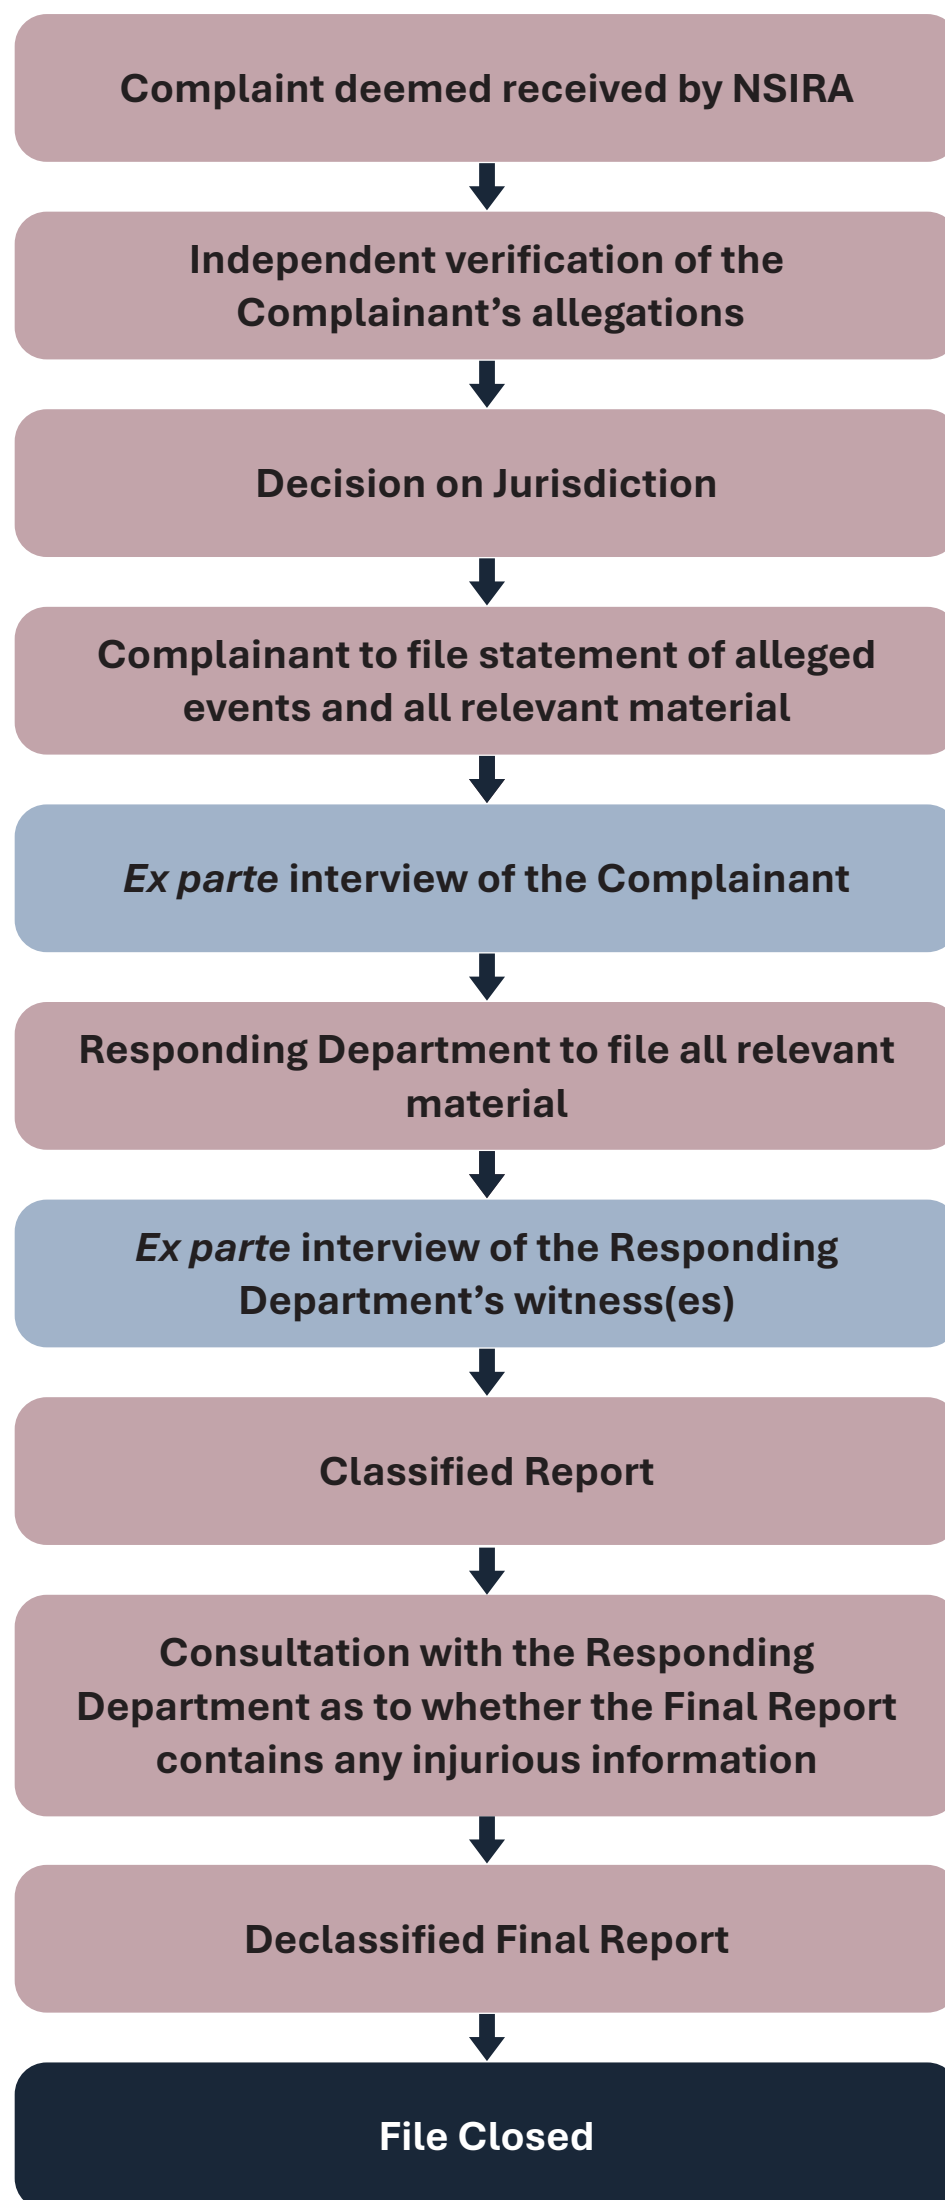 Complaint deemed received by NSIRA
Independent verification of the
Complainant’s allegations
Decision on Jurisdiction
Complainant to file statement of alleged
events and all relevant material
Ex parte interview of the Complainant
Responding Department to file all relevant
material
Ex parte interview of the Responding
Department’s witness(es)
Classified Report
Consultation with the Responding
Department as to whether the Final Report
contains any injurious information
Declassified Final Report
File Closed